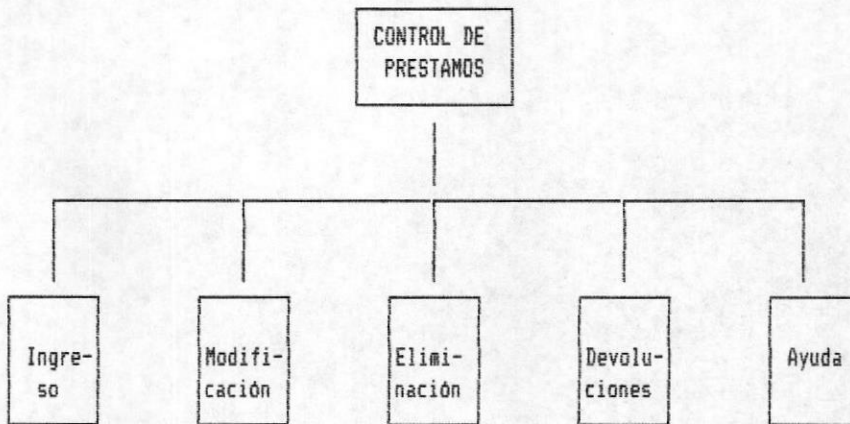 CONTROL DE
PRESTAMOS
Ingre-
so
Modifi-
cación
Elimi-
nación
Devolu-
ciones
Ayuda